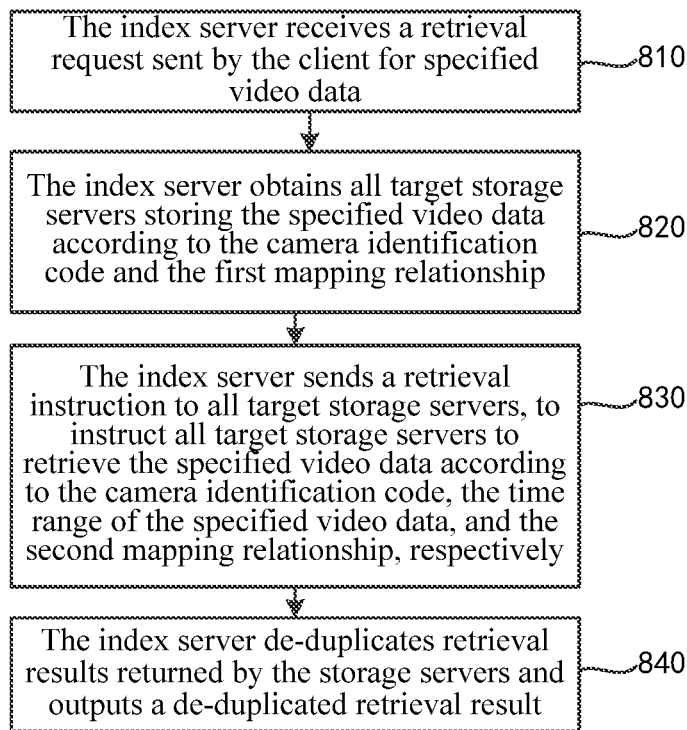 The index server receives a retrieval
request sent by the client for specified
video data
810
The index server obtains all target storage
servers storing the specified video data
according to the camera identification
code and the first mapping relationship
820
The index server sends a retrieval
instruction to all target storage servers, to
instruct all target storage servers to
retrieve the specified video data according
to the camera identification code, the time
range of the specified video data, and the
second mapping relationship, respectively
830
The index server de-duplicates retrieval
results returned by the storage servers and
outputs a de-duplicated retrieval result
840